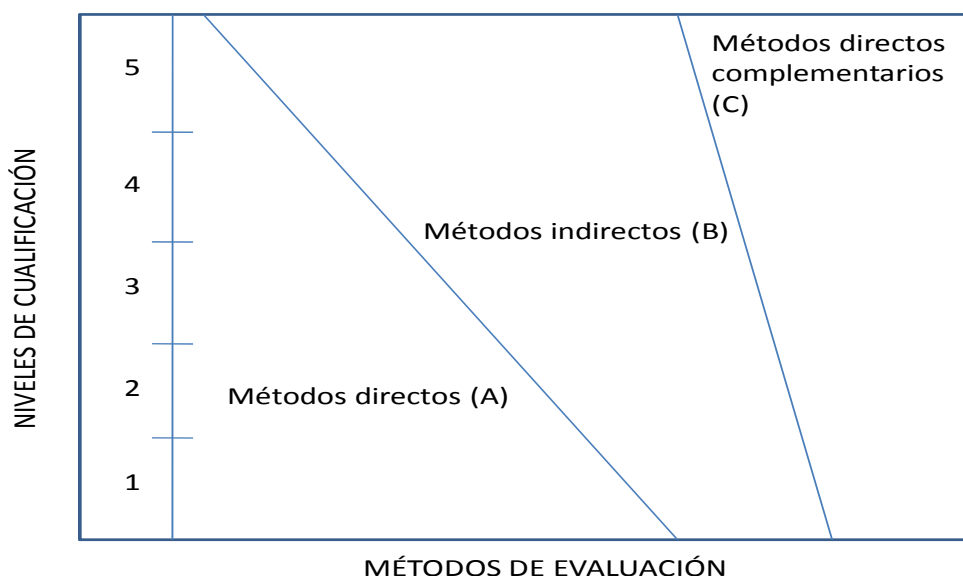 NIVELES DE CUALIFICACIÓN
5
4
3
2
1
Métodos directos
complementarios
(C)
Métodos indirectos (B)
Métodos directos (A)
MÉTODOS DE EVALUACIÓN